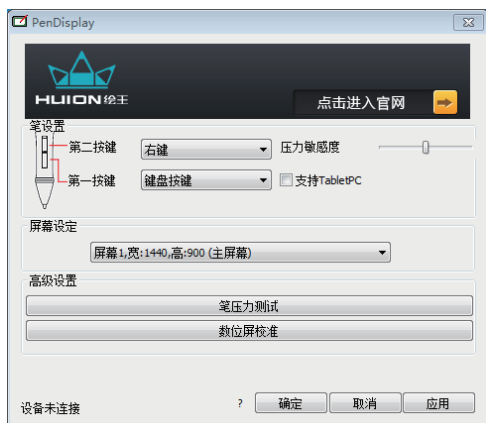 PenDisplay
HUION绘王
点击进入官网
笔设置
第二按键 右键 压力敏感度
第一按键 键盘按键 支持TabletPC
屏幕设定
屏幕1,宽:1440,高:900 (主屏幕)
高级设置
笔压力测试
数位屏校准
设备未连接 ? 确定 取消 应用